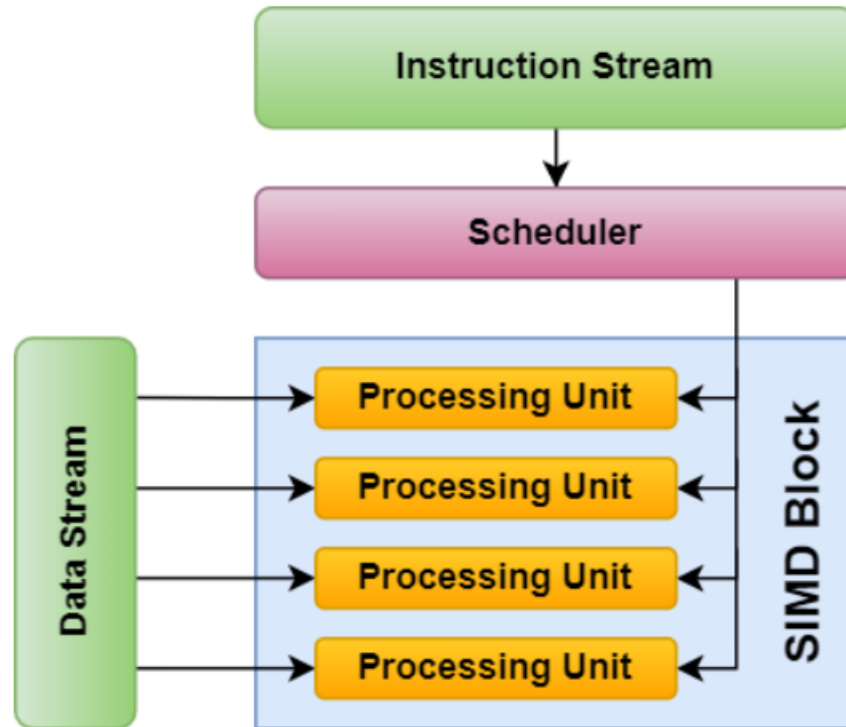 Instruction Stream
Scheduler
Data Stream
Processing Unit
Processing Unit
Processing Unit
Processing Unit
SIMD Block